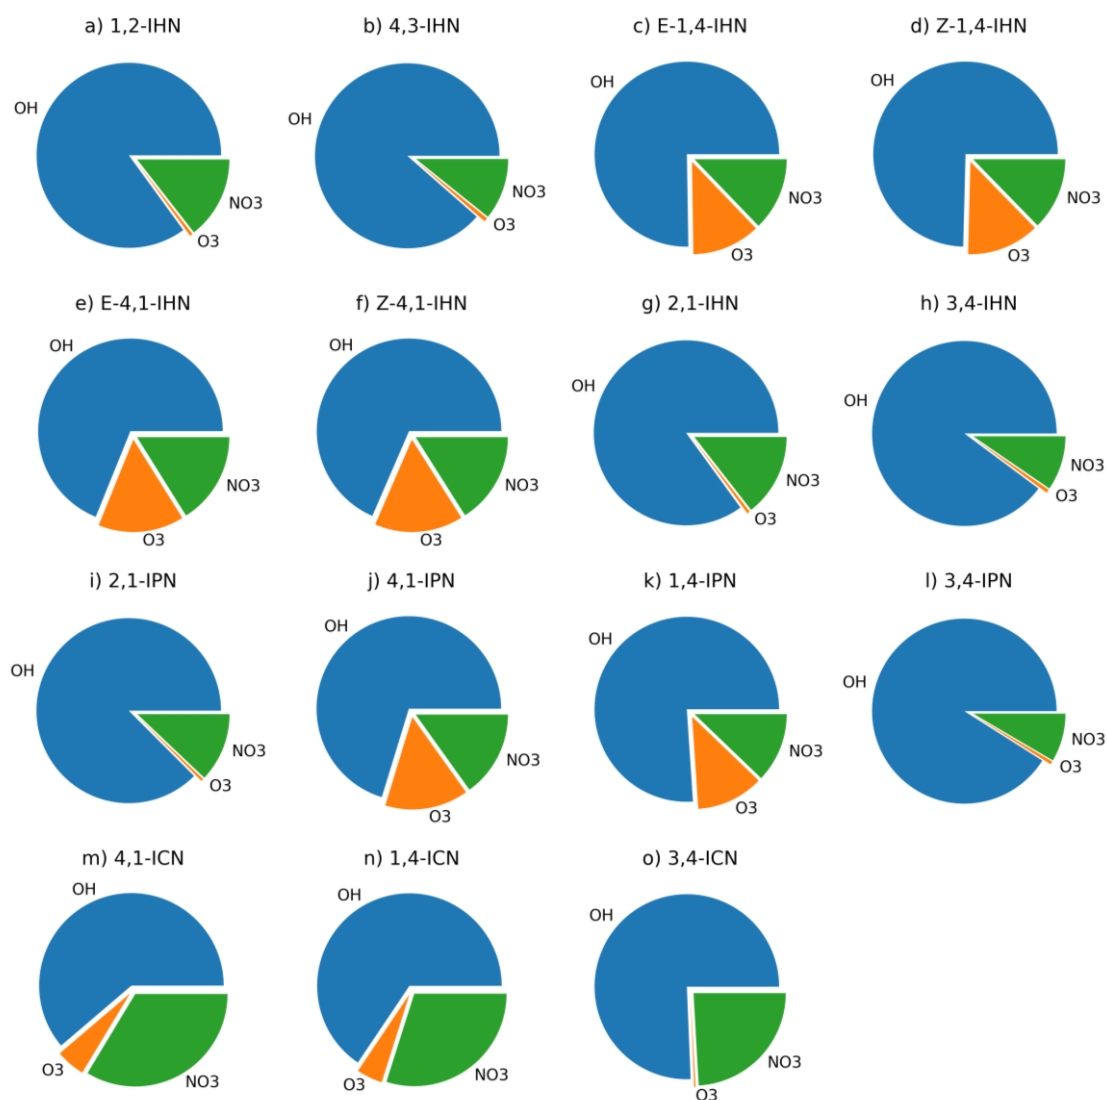 a) 1,2-IHN
OH
NO3
O3
b) 4,3-IHN
OH
NO3
O3
c) E-1,4-IHN
OH
NO3
O3
d) Z-1,4-IHN
OH
NO3
O3
e) E-4,1-IHN
OH
NO3
O3
f) Z-4,1-IHN
OH
NO3
O3
g) 2,1-IHN
OH
NO3
O3
h) 3,4-IHN
OH
NO3
O3
i) 2,1-IPN
OH
NO3
O3
j) 4,1-IPN
OH
NO3
O3
k) 1,4-IPN
OH
NO3
O3
l) 3,4-IPN
OH
NO3
O3
m) 4,1-ICN
OH
O3
NO3
n) 1,4-ICN
OH
O3
NO3
o) 3,4-ICN
OH
NO3
O3